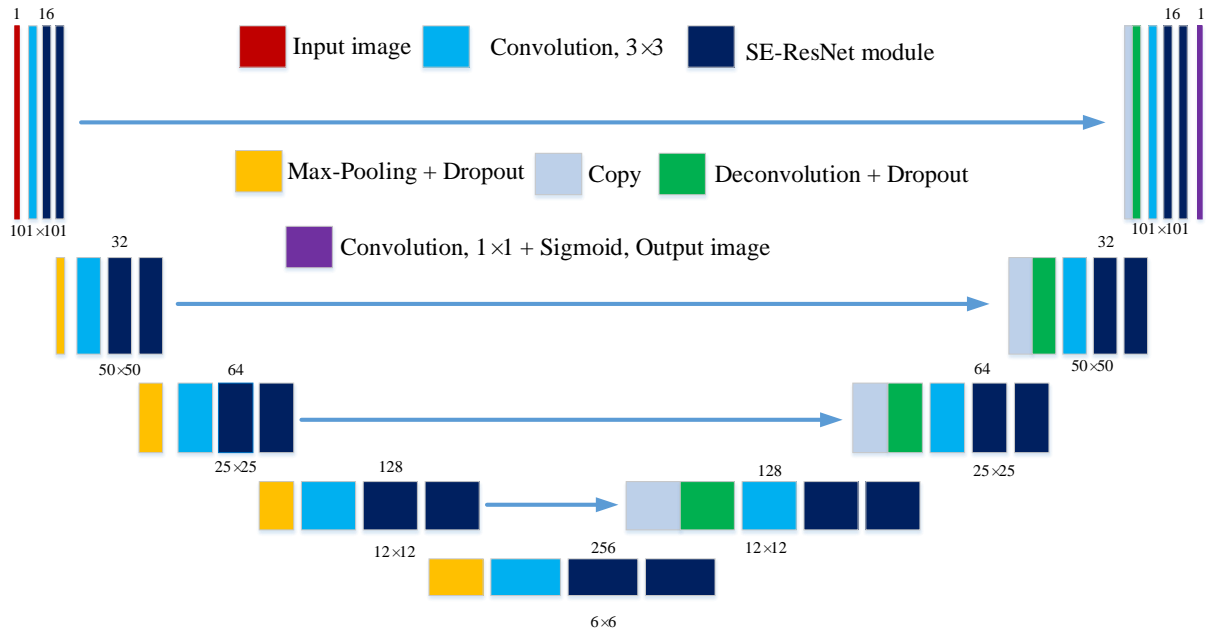 1 16 16 1
Input image Convolution, 3×3 SE-ResNet module
Max-Pooling + Dropout Copy Deconvolution + Dropout
101×101 101×101
Convolution, 1×1 + Sigmoid, Output image
32 32
50×50 50×50
64 64
25×25 25×25
128 128
12×12 12×12
256
6×6